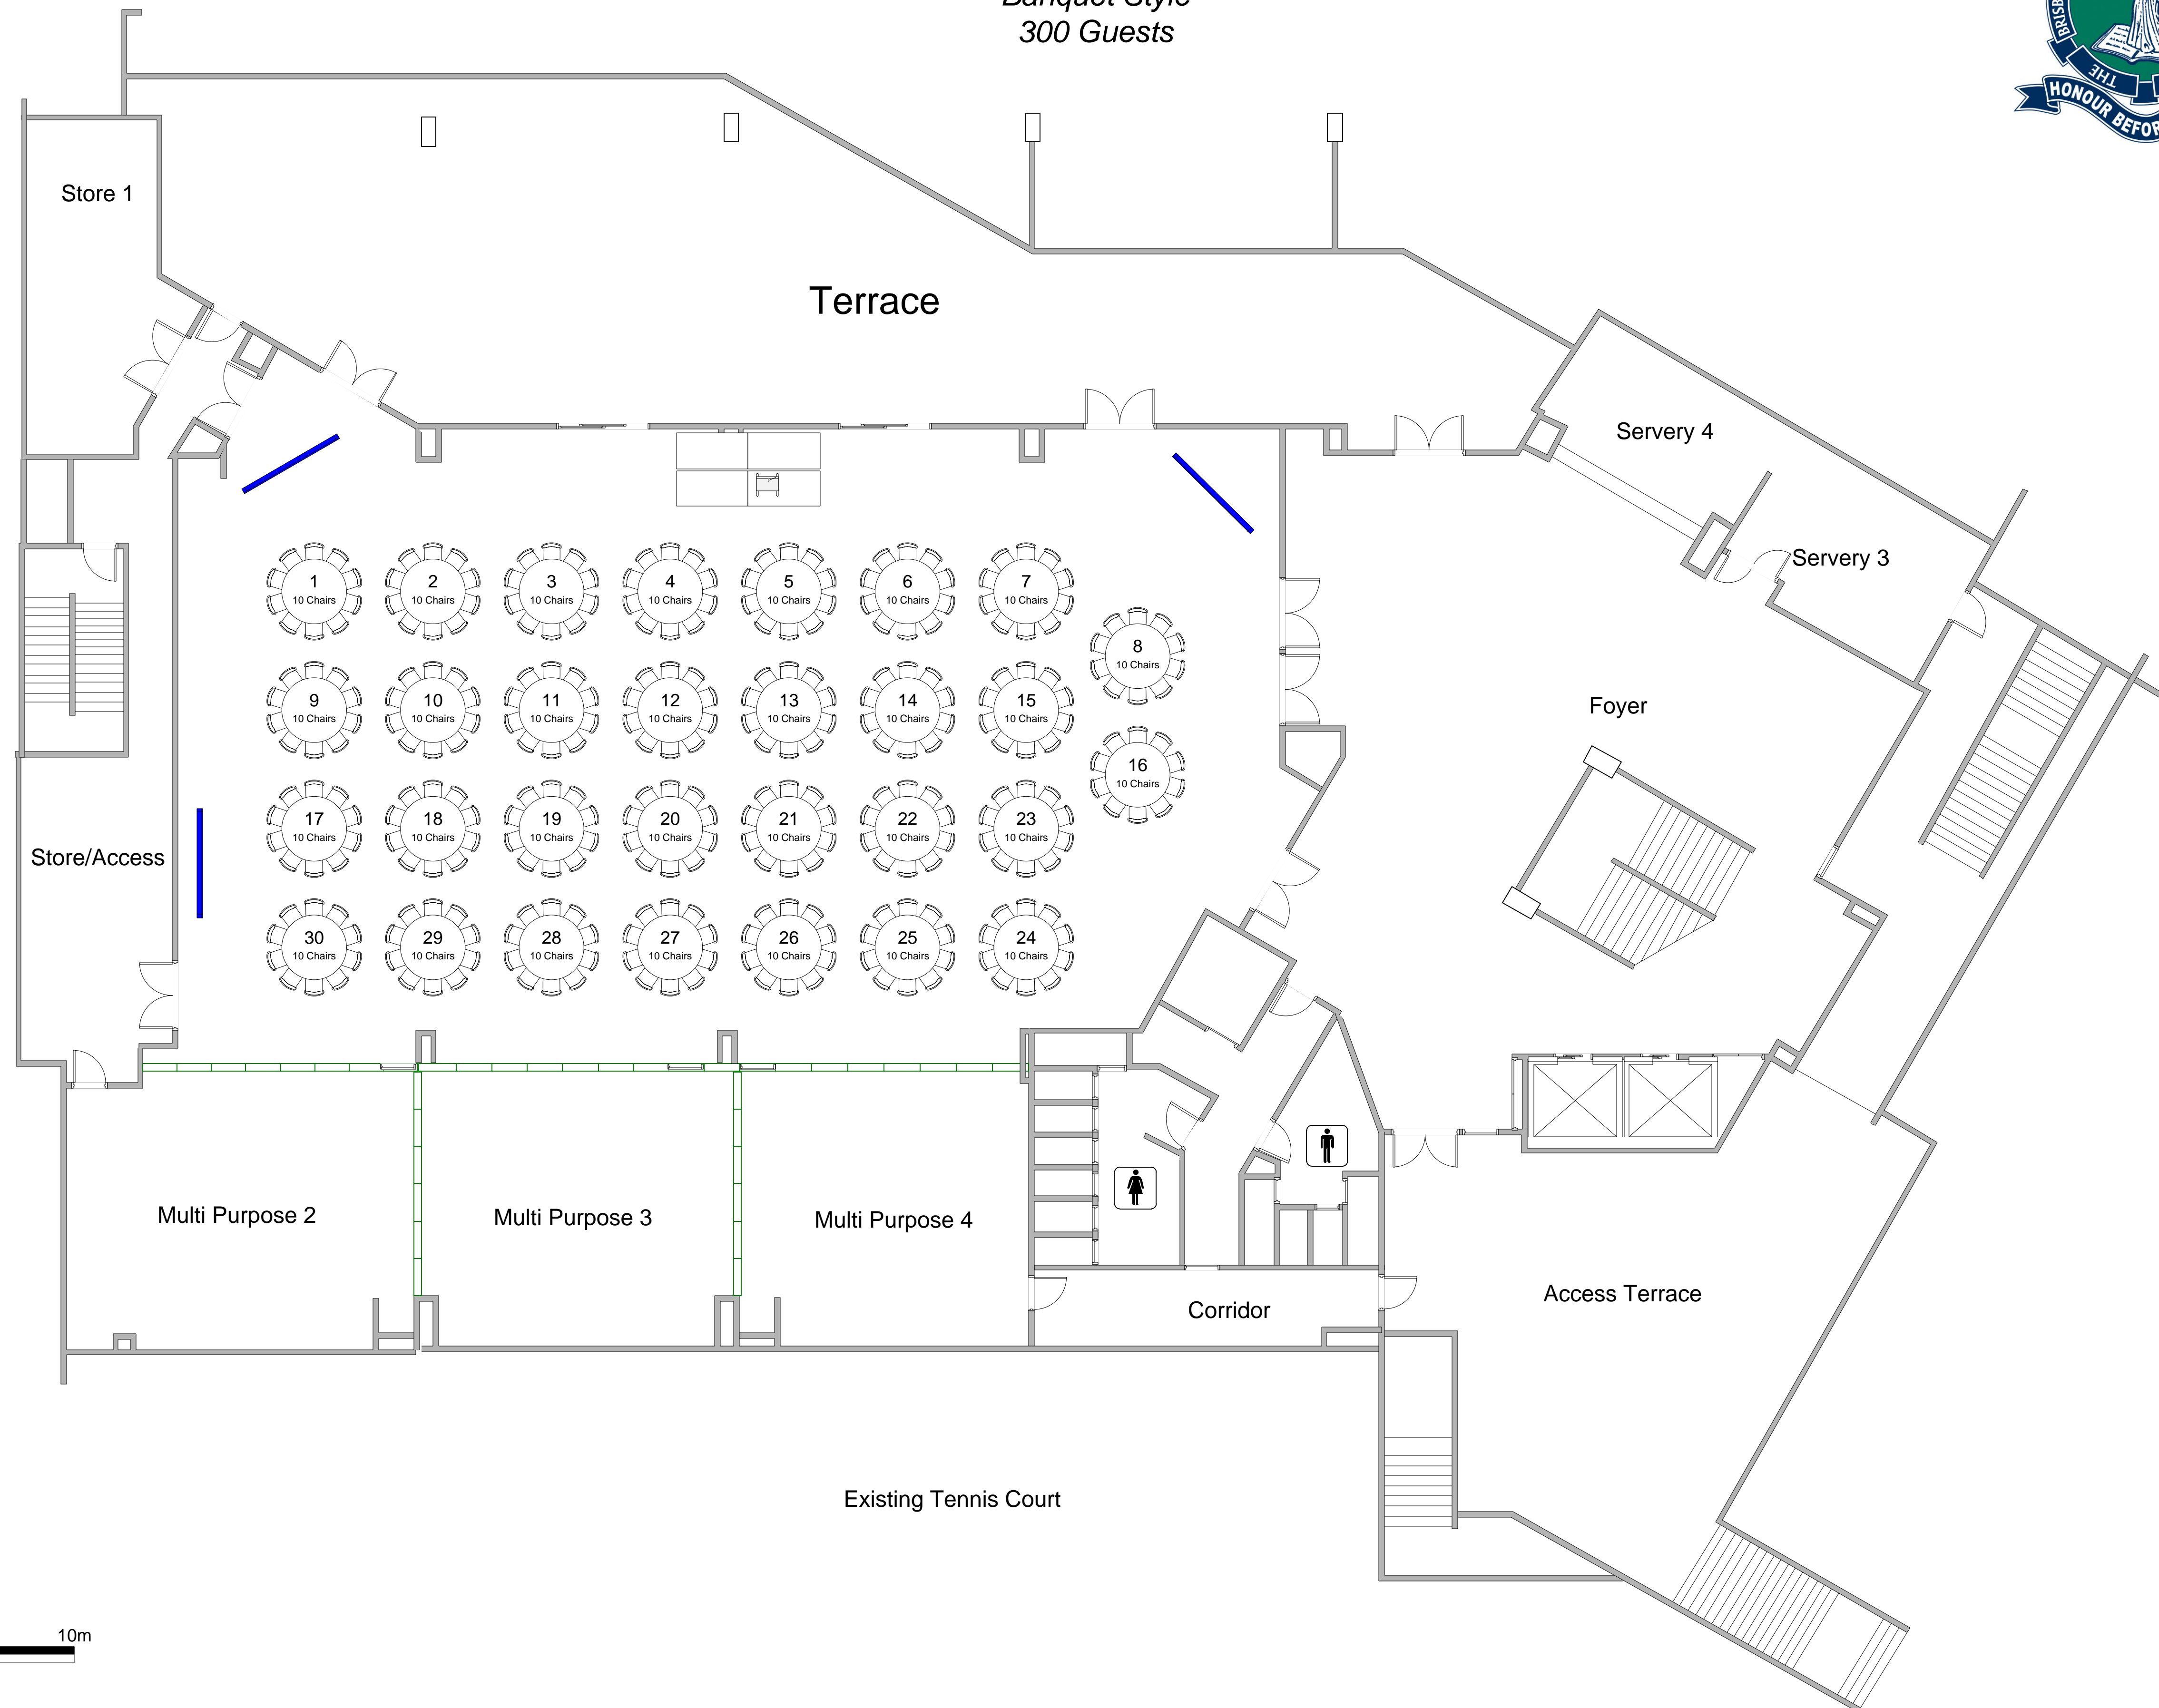 Banquet Style
300 Guests
BRISB
THE
HONOUR BEFOR
Store 1
Terrace
Servery 4
Servery 3
1
10 Chairs
2
10 Chairs
3
10 Chairs
4
10 Chairs
5
10 Chairs
6
10 Chairs
7
10 Chairs
8
10 Chairs
9
10 Chairs
10
10 Chairs
11
10 Chairs
12
10 Chairs
13
10 Chairs
14
10 Chairs
15
10 Chairs
16
10 Chairs
Foyer
17
10 Chairs
18
10 Chairs
19
10 Chairs
20
10 Chairs
21
10 Chairs
22
10 Chairs
23
10 Chairs
Store/Access
30
10 Chairs
29
10 Chairs
28
10 Chairs
27
10 Chairs
26
10 Chairs
25
10 Chairs
24
10 Chairs
Multi Purpose 2
Multi Purpose 3
Multi Purpose 4
Corridor
Access Terrace
Existing Tennis Court
10m